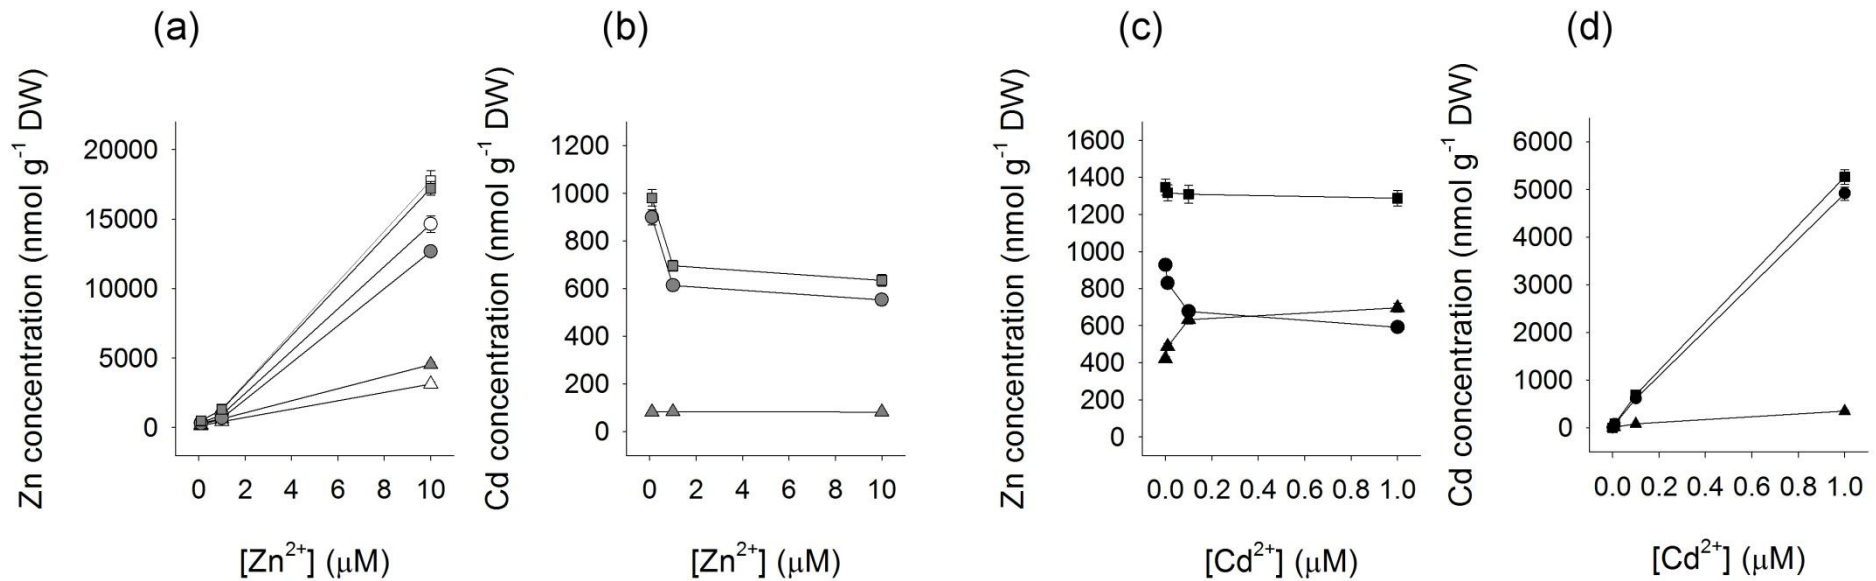 (a)
Zn concentration (nmol g-1 DW)
20000
15000
10000
5000
0
0 2 4 6 8 10
[Zn2+] (μM)
(b)
Cd concentration (nmol g-1 DW)
1200
1000
800
600
400
200
0
0 2 4 6 8 10
[Zn2+] (μM)
(c)
Zn concentration (nmol g-1 DW)
1600
1400
1200
1000
800
600
400
200
0
0.0 0.2 0.4 0.6 0.8 1.0
[Cd2+] (μM)
(d)
Cd concentration (nmol g-1 DW)
6000
5000
4000
3000
2000
1000
0
0.0 0.2 0.4 0.6 0.8 1.0
[Cd2+] (μM)